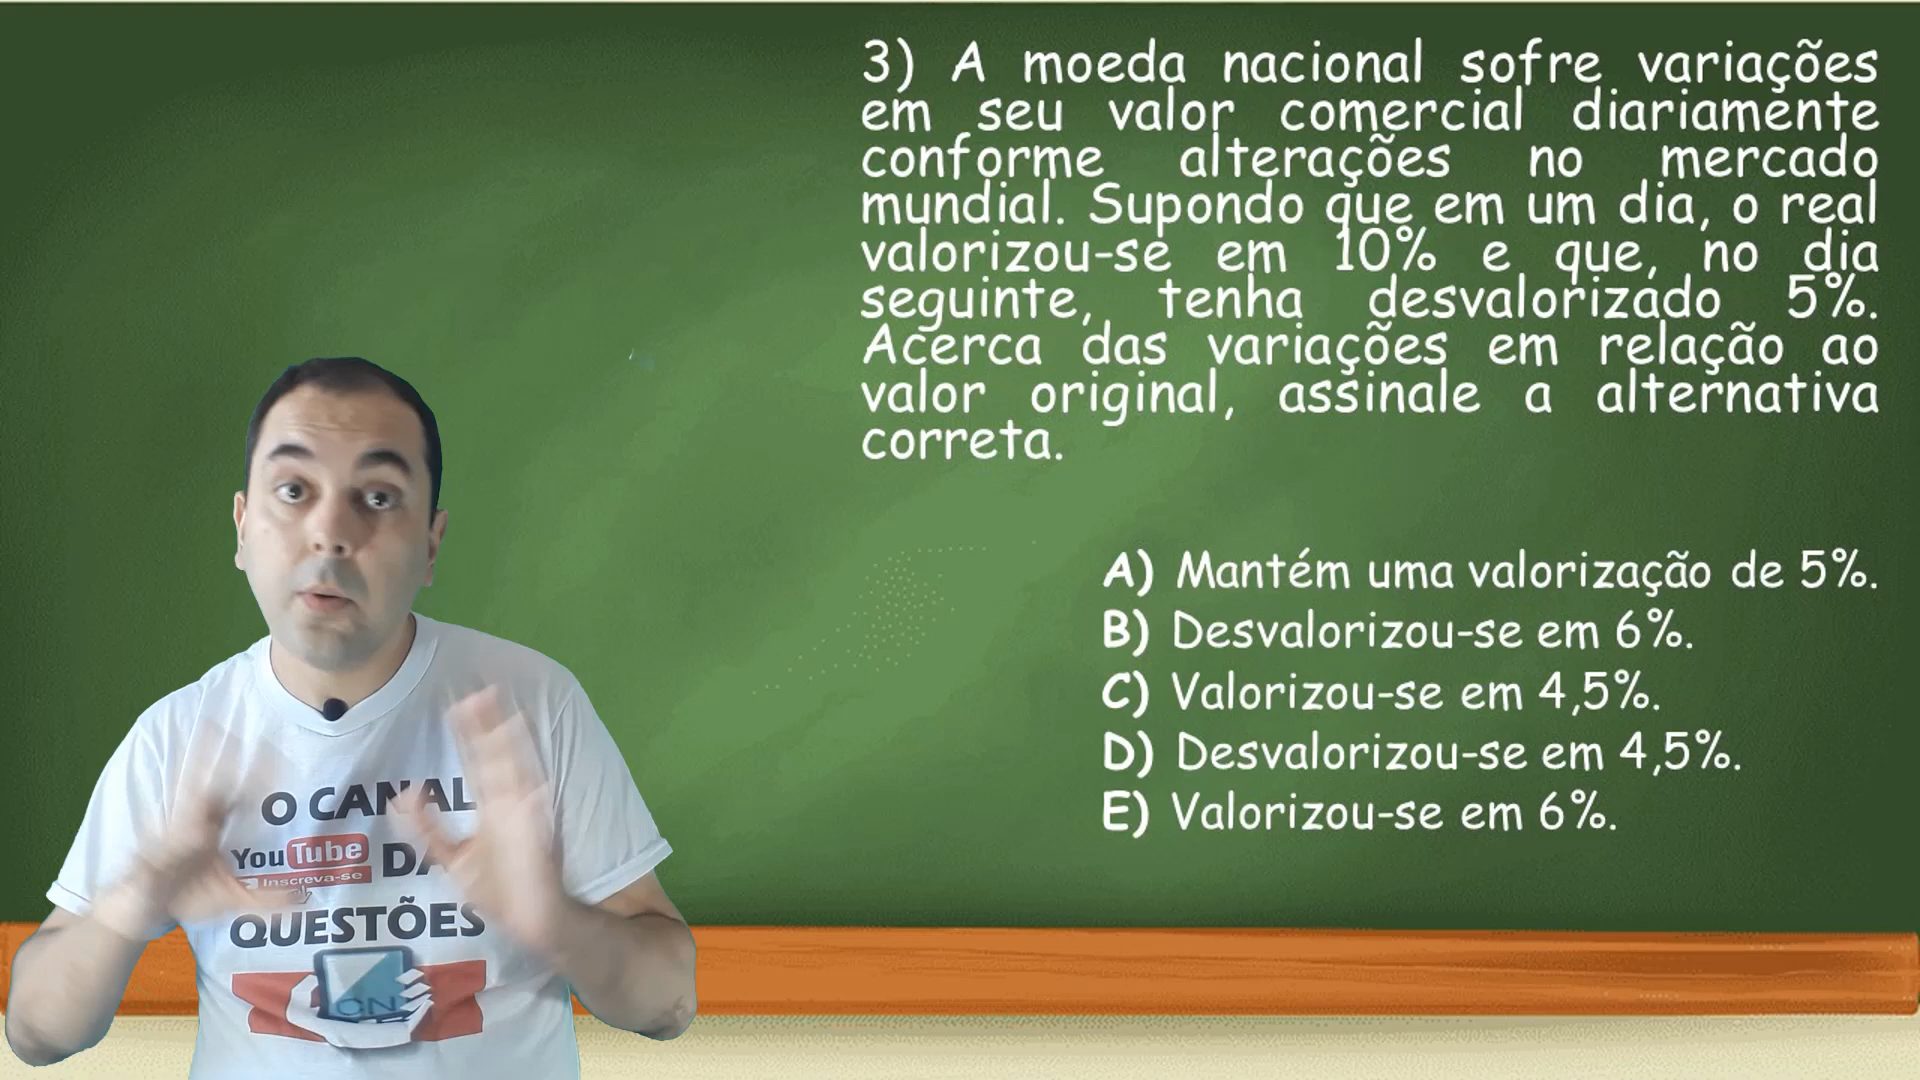 3) A moeda nacional sofre variações
em seu valor comercial diariamente
conforme alterações no mercado
mundial. Supondo que em um dia, o real
valorizou-se em 10% e que, no dia
seguinte, tenha desvalorizado 5%.
Acerca das variações em relação ao
valor original, assinale a alternativa
correta.
A) Mantém uma valorização de 5%.
B) Desvalorizou-se em 6%.
C) Valorizou-se em 4,5%.
D) Desvalorizou-se em 4,5%.
E) Valorizou-se em 6%.
O CANAL
YouTube DA
Inscreva-se
QUESTÕES